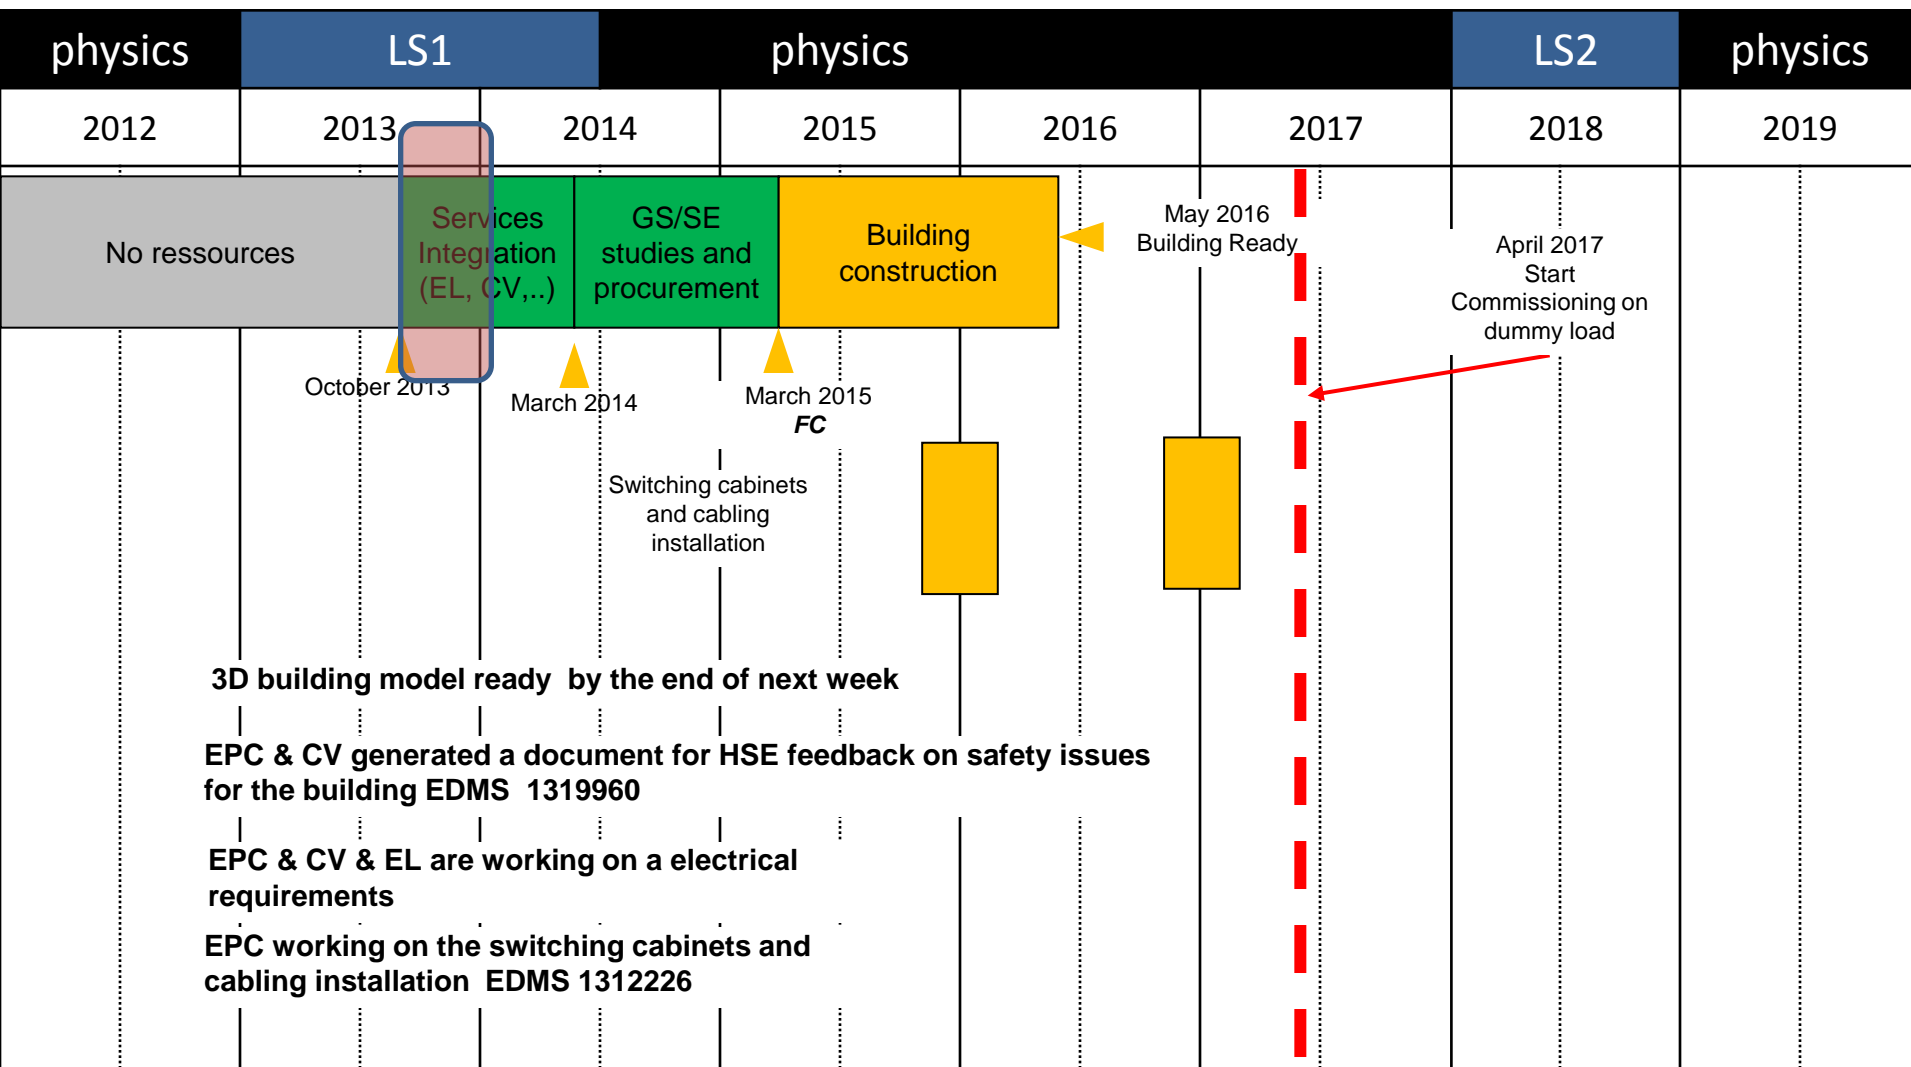 physics LS1 physics LS2 physics
2012 2013 2014 2015 2016 2017 2018 2019
No ressources
Services
Integration
(EL, CV,..)
GS/SE
studies and
procurement
Building
construction
May 2016
Building Ready
April 2017
Start
Commissioning on
dummy load
October 2013
March 2014
March 2015
FC
Switching cabinets
and cabling
installation
3D building model ready by the end of next week
EPC & CV generated a document for HSE feedback on safety issues
for the building EDMS 1319960
EPC & CV & EL are working on a electrical
requirements
EPC working on the switching cabinets and
cabling installation EDMS 1312226